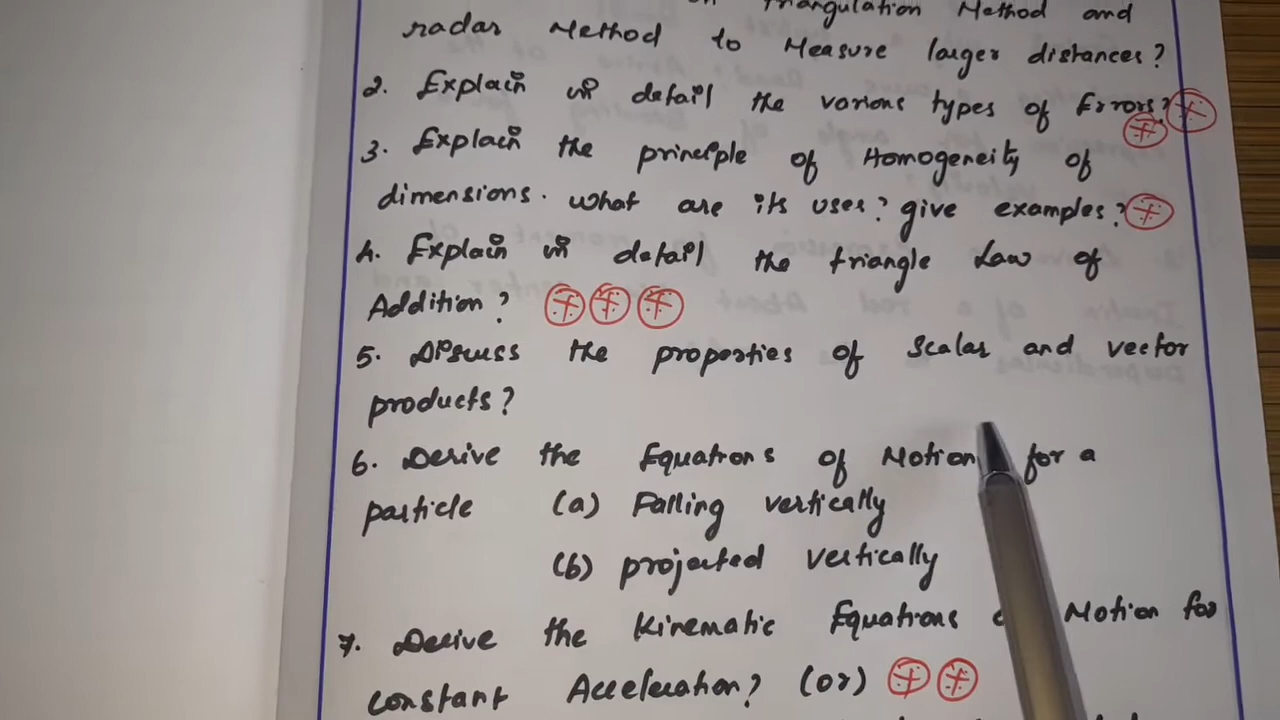 Triangulation Method and
radar Method to Measure larger distances?
2. Explain in detail the various types of Errors?
3. Explain the principle of Homogeneity of
dimensions. What are its uses? give examples?
4. Explain in detail the triangle Law of
Addition?
5. Discuss the properties of Scalar and vector
products?
6. Derive the Equations of Motion for a
particle (a) Falling vertically
(b) projected vertically
7. Derive the Kinematic Equations Motion for
constant Acceleration? (or)